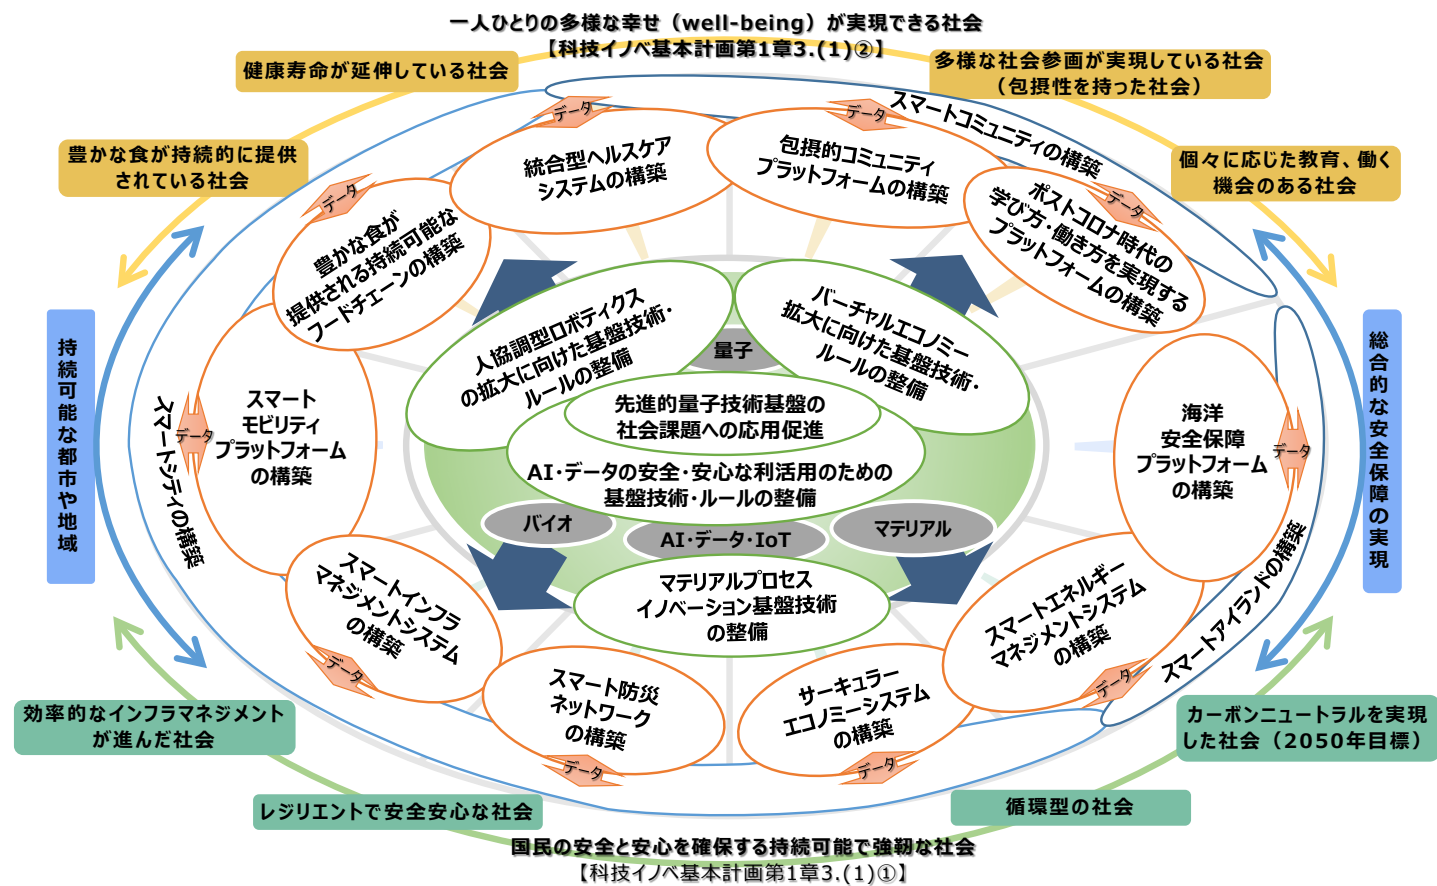 一人ひとりの多様な幸せ（well-being）が実現できる社会
【科技イノベ基本計画第1章3.(1)②】
健康寿命が延伸している社会
多様な社会参画が実現している社会
（包摂性を持った社会）
豊かな食が持続的に提供
されている社会
個々に応じた教育、働く
機会のある社会
データ
データ
データ
データ
スマートコミュニティの構築
統合型ヘルスケア
システムの構築
包摂的コミュニティ
プラットフォームの構築
豊かな食が
提供される持続可能な
フードチェーンの構築
ポストコロナ時代の
学び方・働き方を実現する
プラットフォームの構築
人協調型ロボティクス
の拡大に向けた基盤技術・
ルールの整備
バーチャルエコノミー
拡大に向けた基盤技術・
ルールの整備
量子
持続可能な都市や地域
総合的な安全保障の実現
スマートシティの構築
データ
スマート
モビリティ
プラットフォーム
の構築
先進的量子技術基盤の
社会課題への応用促進
AI・データの安全・安心な利活用のための
基盤技術・ルールの整備
海洋
安全保障
プラットフォーム
の構築
データ
バイオ
AI・データ・IoT
マテリアル
マテリアルプロセス
イノベーション基盤技術
の整備
スマートインフラ
マネジメントシステム
の構築
データ
スマートエネルギー
マネジメントシステム
の構築
データ
スマートアイランドの構築
スマート防災
ネットワーク
の構築
データ
サーキュラー
エコノミーシステム
の構築
データ
効率的なインフラマネジメント
が進んだ社会
カーボンニュートラルを実現
した社会（2050年目標）
レジリエントで安全安心な社会
循環型の社会
国民の安全と安心を確保する持続可能で強靭な社会
【科技イノベ基本計画第1章3.(1)①】